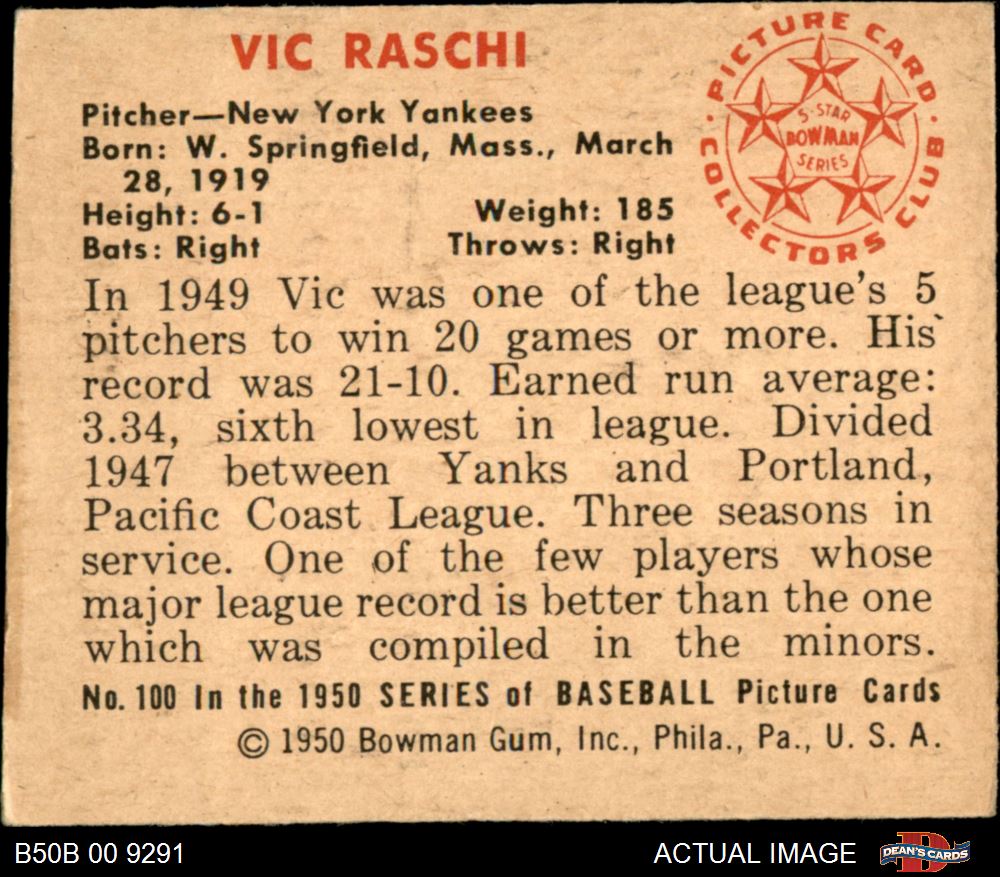 VIC RASCHI
PICTURE CARD
COLLECTORS CLUB
5-STAR
BOWMAN
SERIES
Pitcher—New York Yankees
Born: W. Springfield, Mass., March
28, 1919
Height: 6-1 Weight: 185
Bats: Right Throws: Right
In 1949 Vic was one of the league's 5
pitchers to win 20 games or more. His
record was 21-10. Earned run average:
3.34, sixth lowest in league. Divided
1947 between Yanks and Portland,
Pacific Coast League. Three seasons in
service. One of the few players whose
major league record is better than the one
which was compiled in the minors.
No. 100 In the 1950 SERIES of BASEBALL Picture Cards
© 1950 Bowman Gum, Inc., Phila., Pa., U. S. A.
B50B 00 9291 ACTUAL IMAGE
DEAN'S CARDS